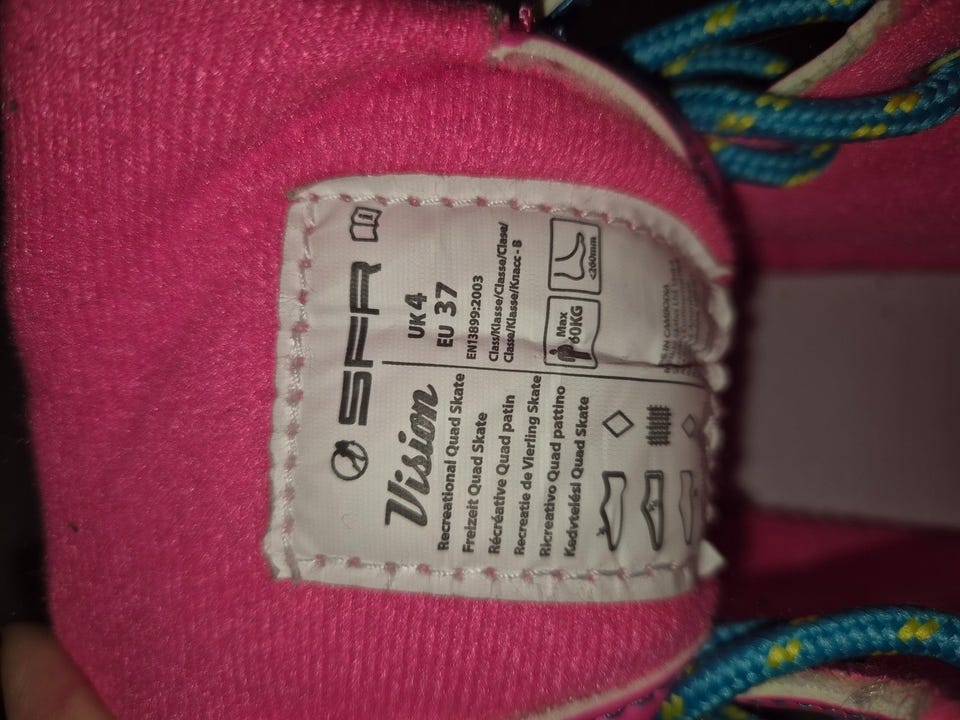 SFR
Vision
Recreational Quad Skate
Freizeit Quad Skate
Récréative Quad patin
Recreatie de Vierling Skate
Ricreativo Quad pattino
Kedvtelési Quad Skate
UK 4
EU 37
EN13899:2003
Class/Klasse/Classe/Clase/
Classe/Klasse/Класс - B
Max
60KG
<260mm
MADE IN CAMBODIA